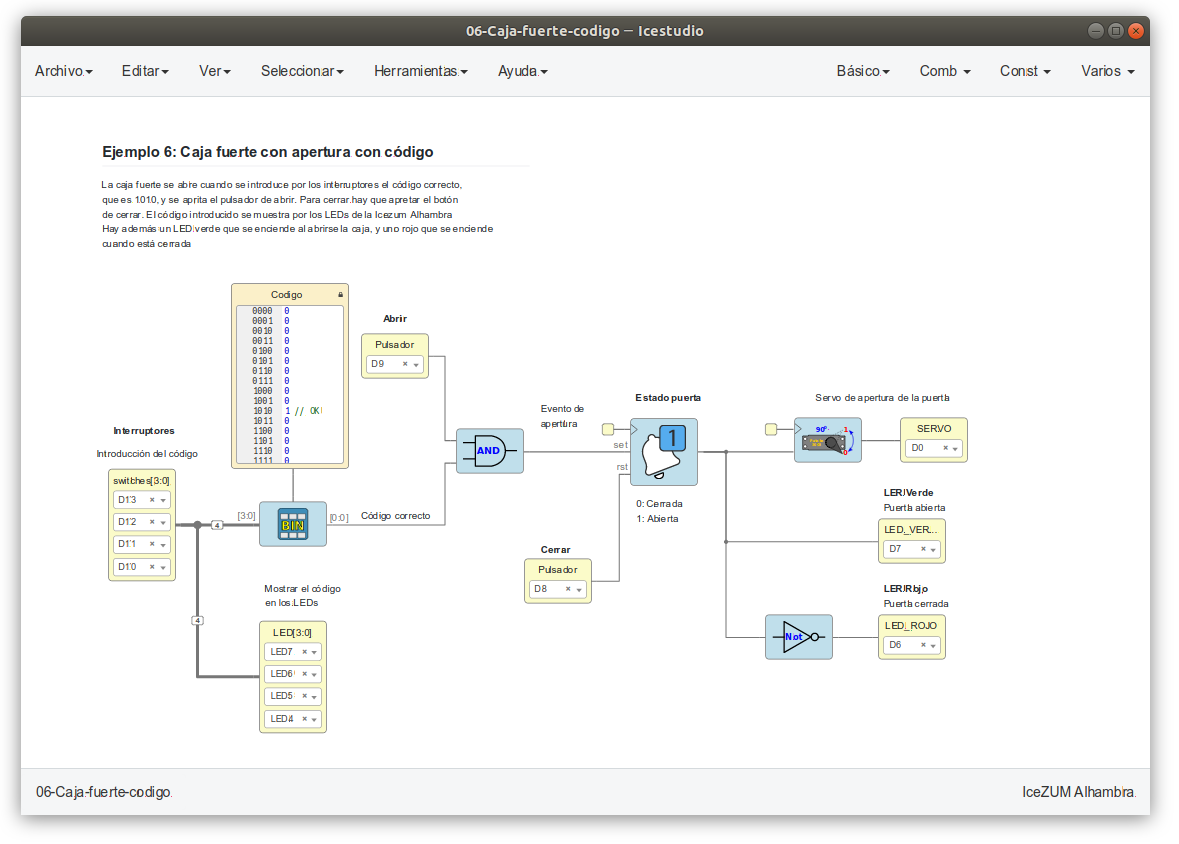 06-Caja-fuerte-codigo — Icestudio
Archivo Editar Ver Seleccionar Herramientas Ayuda Básico Comb Const Varios
Ejemplo 6: Caja fuerte con apertura con código
La caja fuerte se abre cuando se introduce por los interruptores el código correcto,
que es 1010, y se aprita el pulsador de abrir. Para cerrar hay que apretar el botón
de cerrar. El código introducido se muestra por los LEDs de la Icezum Alhambra
Hay además un LED verde que se enciende al abrirse la caja, y uno rojo que se enciende
cuando está cerrada
Codigo
0000 0
0001 0
0010 0
0011 0
0100 0
0101 0
0110 0
0111 0
1000 0
1001 0
1010 1 // OK!
1011 0
1100 0
1101 0
1110 0
1111 0
Abrir
Pulsador
D9
Interruptores
Introducción del código
switches[3:0]
D13
D12
D11
D10
4
[3:0]
BIN
[0:0]
Código correcto
4
Mostrar el código
en los LEDs
LED[3:0]
LED7
LED6
LED5
LED4
AND
Evento de
apertura
Estado puerta
set
rst
1
0: Cerrada
1: Abierta
Cerrar
Pulsador
D8
Servo de apertura de la puerta
90º
1
0
SERVO
D0
LER/Verde
Puerta abierta
LED_VER...
D7
LER/Rojo
Puerta cerrada
Not
LED_ROJO
D6
06-Caja-fuerte-codigo
IceZUM Alhambra